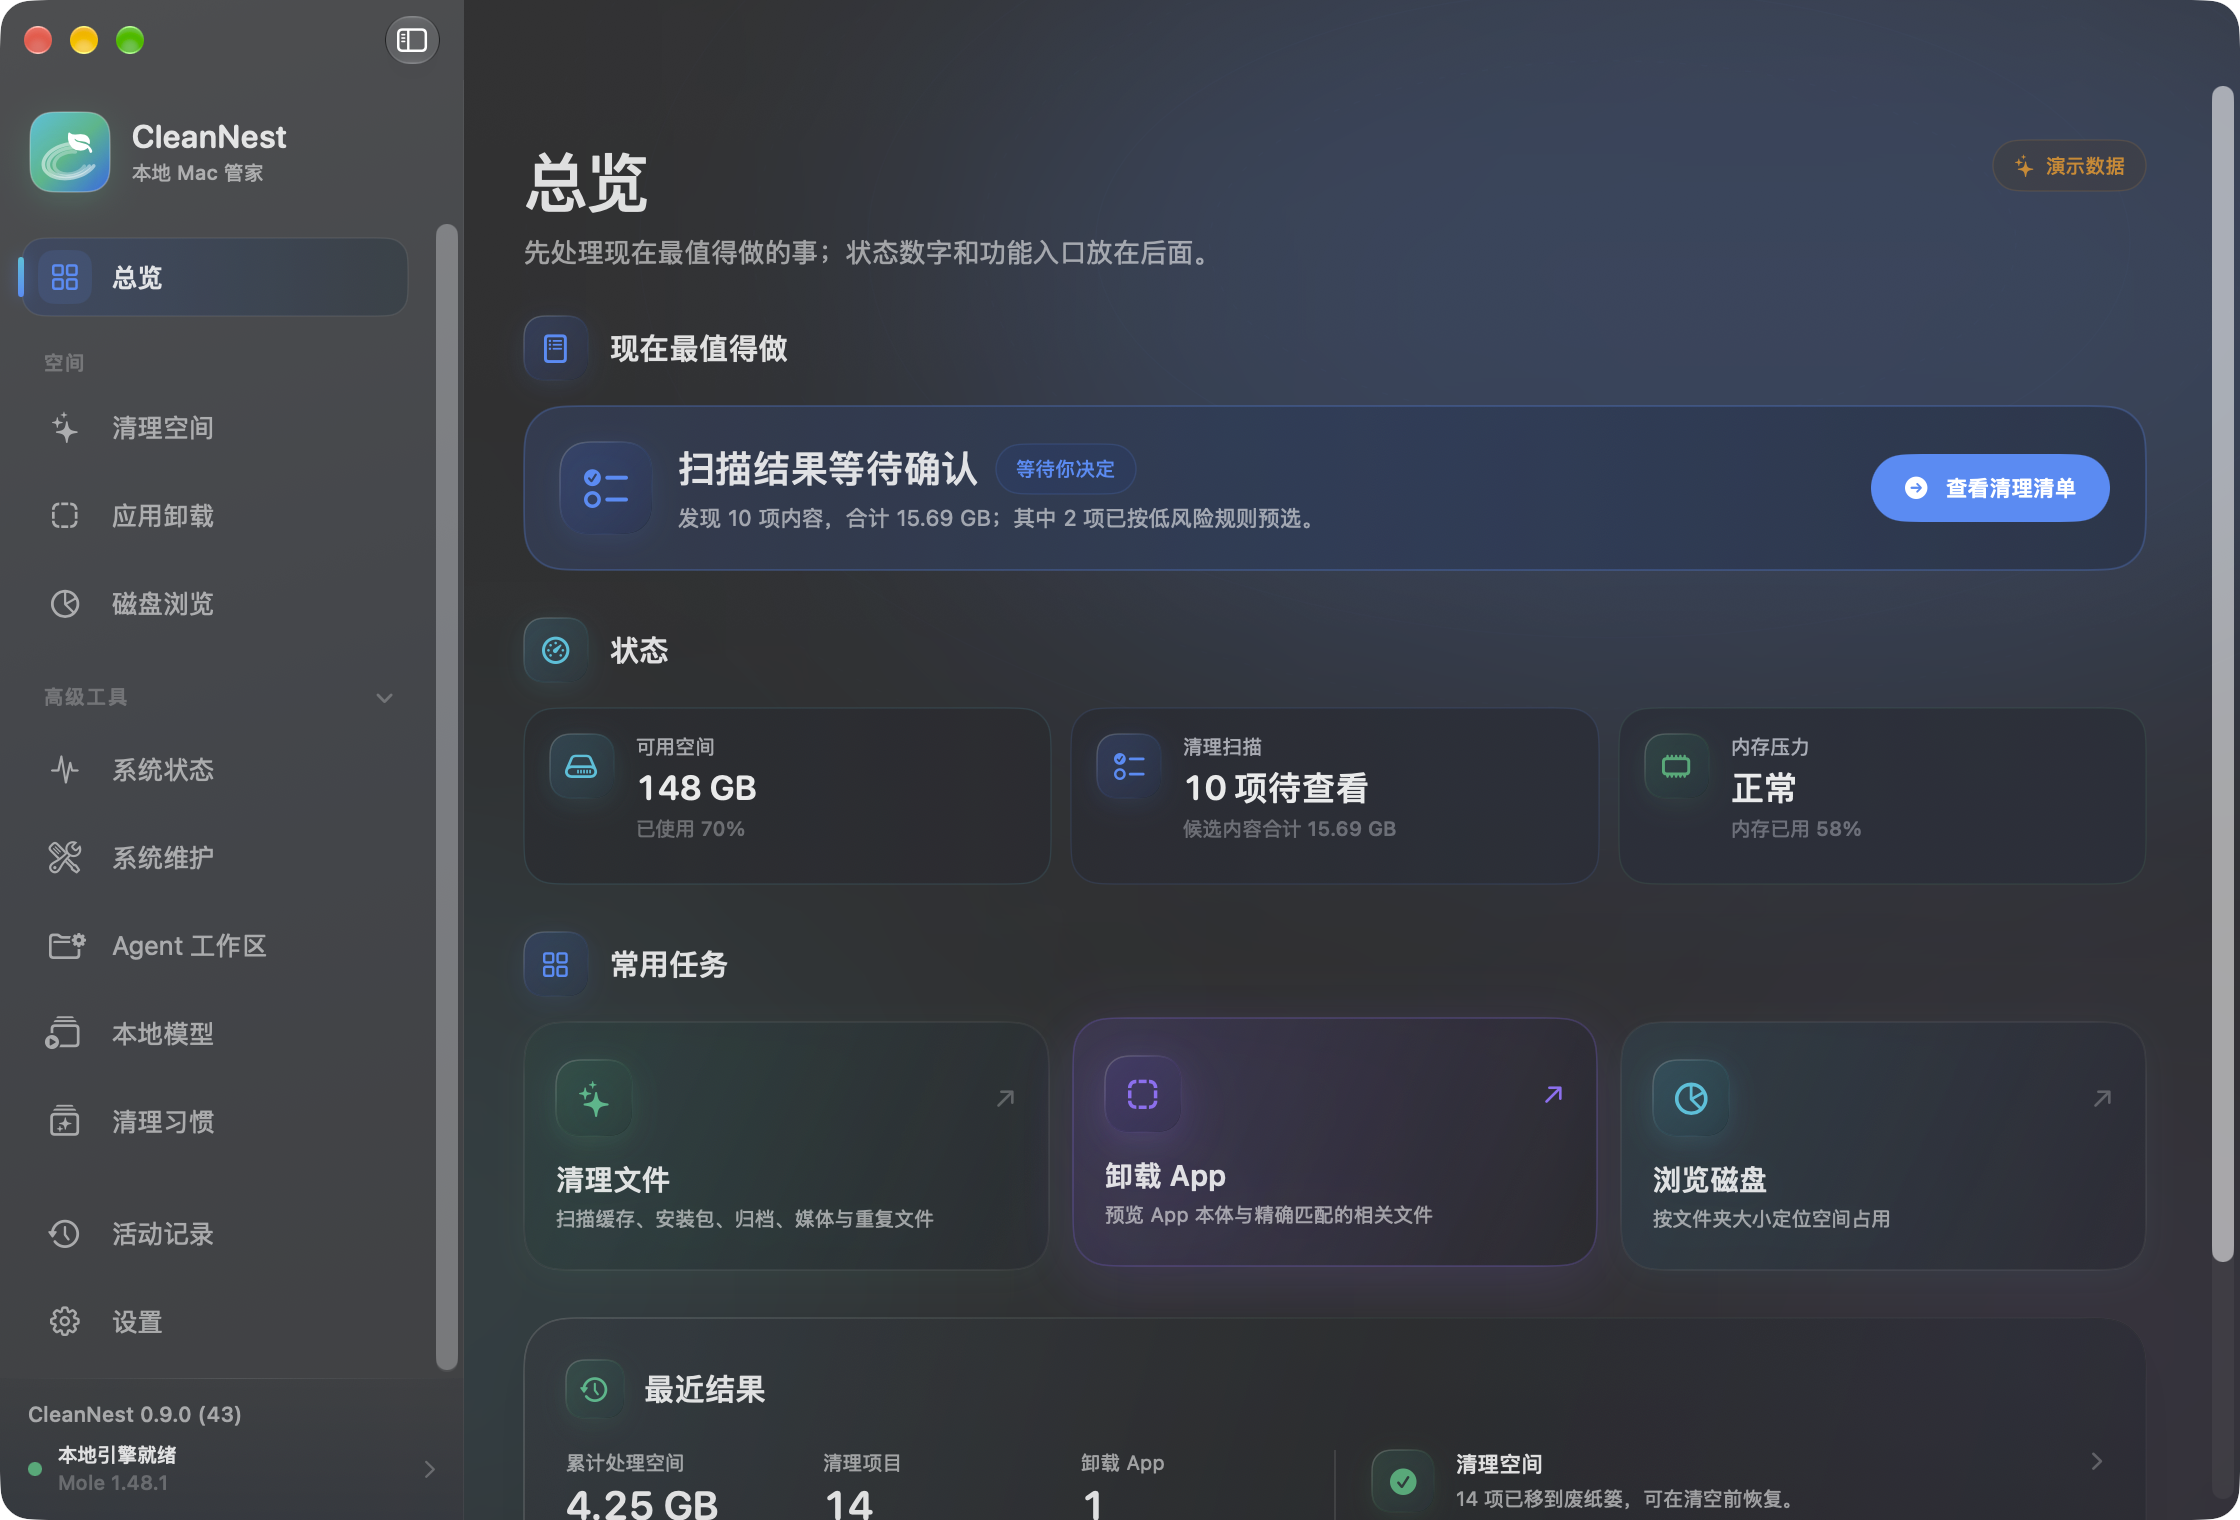 CleanNest
本地 Mac 管家
总览
空间
清理空间
应用卸载
磁盘浏览
高级工具
系统状态
系统维护
Agent 工作区
本地模型
清理习惯
活动记录
设置
CleanNest 0.9.0 (43)
本地引擎就绪
Mole 1.48.1
总览
演示数据
先处理现在最值得做的事；状态数字和功能入口放在后面。
现在最值得做
扫描结果等待确认
等待你决定
发现 10 项内容，合计 15.69 GB；其中 2 项已按低风险规则预选。
查看清理清单
状态
可用空间
148 GB
已使用 70%
清理扫描
10 项待查看
候选内容合计 15.69 GB
内存压力
正常
内存已用 58%
常用任务
清理文件
扫描缓存、安装包、归档、媒体与重复文件
卸载 App
预览 App 本体与精确匹配的相关文件
浏览磁盘
按文件夹大小定位空间占用
最近结果
累计处理空间
4.25 GB
清理项目
14
卸载 App
1
清理空间
14 项已移到废纸篓，可在清空前恢复。